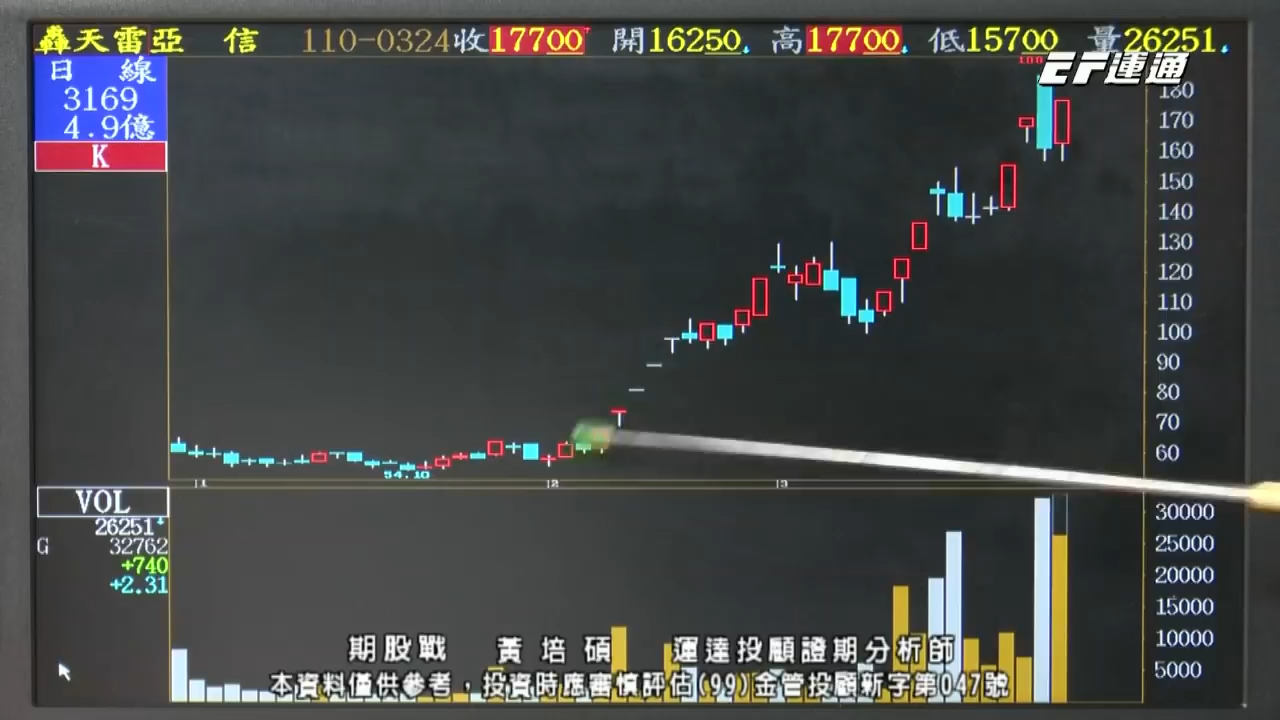 轟天雷亞 信 110-0324收17700 開16250 高17700 低15700 量26251
EF運通
日 線
3169
4.9億
K
180
170
160
150
140
130
120
110
100
90
80
70
60
54.10
1 2 3
VOL
26251
G 32762
+740
+2.31
30000
25000
20000
15000
10000
5000
期股戰 黃培碩 運達投顧證期分析師
本資料僅供參考，投資時應審慎評估(99)金管投顧新字第047號